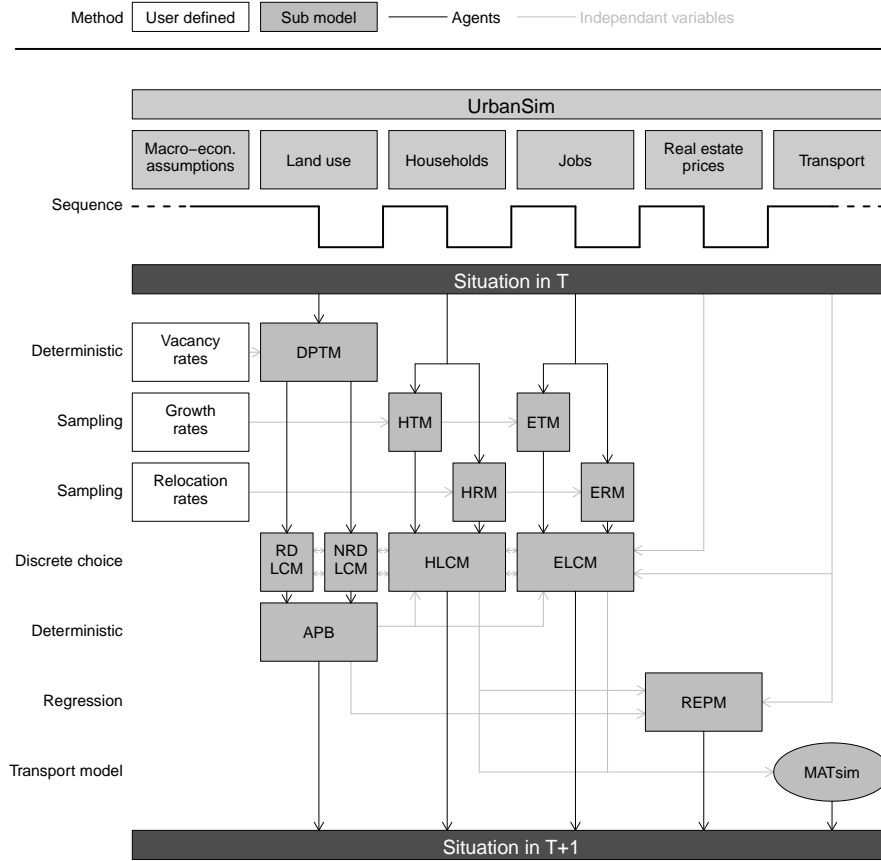 Method User defined Sub model Agents Independant variables
UrbanSim
Macro−econ.
assumptions
Land use
Households
Jobs
Real estate
prices
Transport
Sequence
Situation in T
Deterministic
Vacancy
rates
DPTM
Sampling
Growth
rates
HTM
ETM
Sampling
Relocation
rates
HRM
ERM
Discrete choice
RD
LCM
NRD
LCM
HLCM
ELCM
Deterministic
APB
Regression
REPM
Transport model
MATsim
Situation in T+1